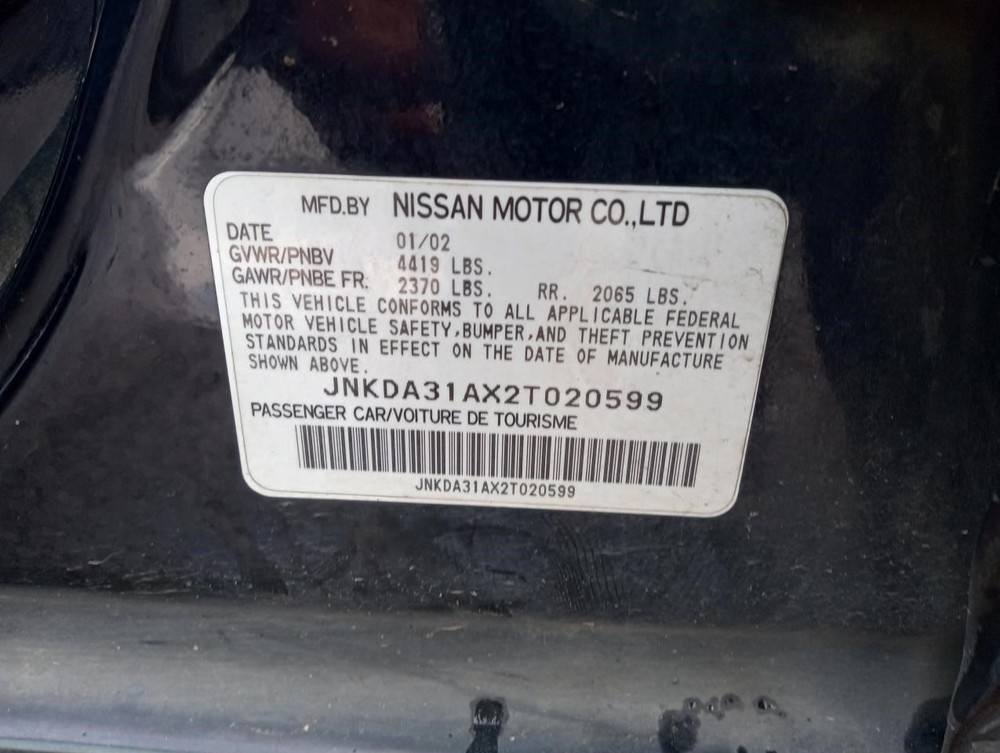 MFD.BY NISSAN MOTOR CO.,LTD
DATE 01/02
GVWR/PNBV 4419 LBS.
GAWR/PNBE FR. 2370 LBS. RR. 2065 LBS.
THIS VEHICLE CONFORMS TO ALL APPLICABLE FEDERAL
MOTOR VEHICLE SAFETY,BUMPER,AND THEFT PREVENTION
STANDARDS IN EFFECT ON THE DATE OF MANUFACTURE
SHOWN ABOVE.
JNKDA31AX2T020599
PASSENGER CAR/VOITURE DE TOURISME
JNKDA31AX2T020599